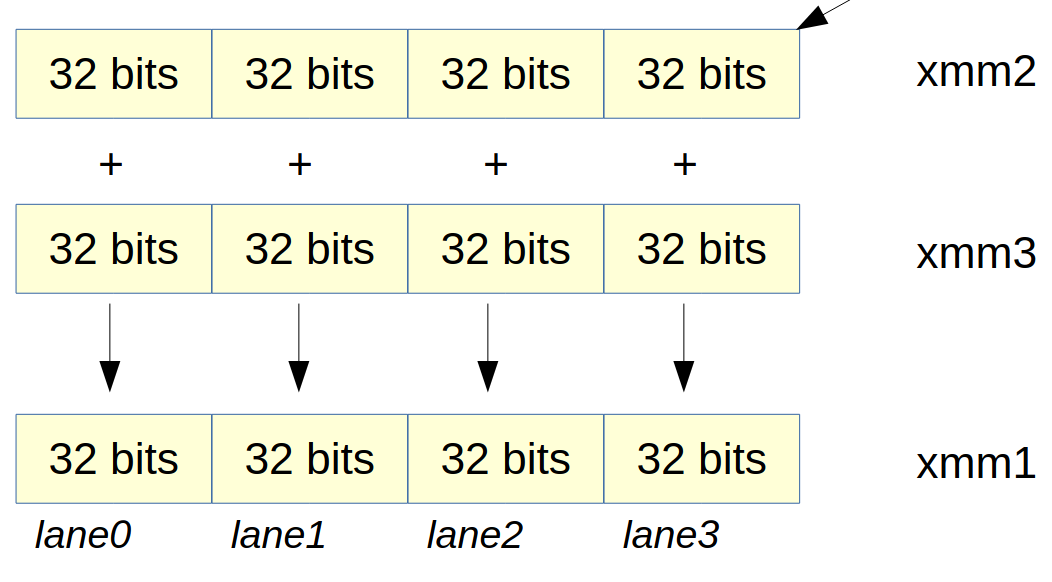 32 bits 32 bits 32 bits 32 bits xmm2
+ + + +
32 bits 32 bits 32 bits 32 bits xmm3
32 bits 32 bits 32 bits 32 bits xmm1
lane0 lane1 lane2 lane3